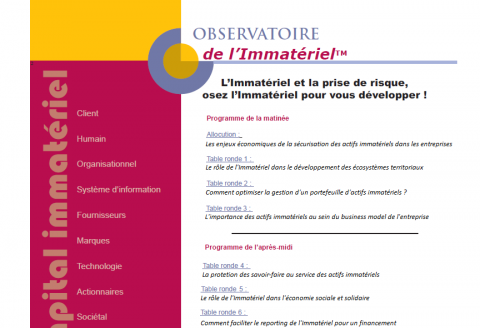 OBSERVATOIRE
de l'Immatériel™
L'Immatériel et la prise de risque,
osez l'Immatériel pour vous développer !
Programme de la matinée
Allocution :
Les enjeux économiques de la sécurisation des actifs immatériels dans les entreprises
Table ronde 1 :
Le rôle de l'Immatériel dans le développement des écosystèmes territoriaux
Table ronde 2 :
Comment optimiser la gestion d'un portefeuille d'actifs immatériels ?
Table ronde 3 :
L'importance des actifs immatériels au sein du business model de l'entreprise
Programme de l'après-midi
Table ronde 4 :
La protetion des savoir-faire au service des actifs immatériels
Table ronde 5 :
Le rôle de l'Immatériel dans l'économie sociale et solidaire
Table ronde 6 :
Comment faciliter le reporting de l'Immatériel pour un financement
pital immatériel
Client
Humain
Organisationnel
Système d'information
Fournisseurs
Marques
Technologie
Actionnaires
Sociétal